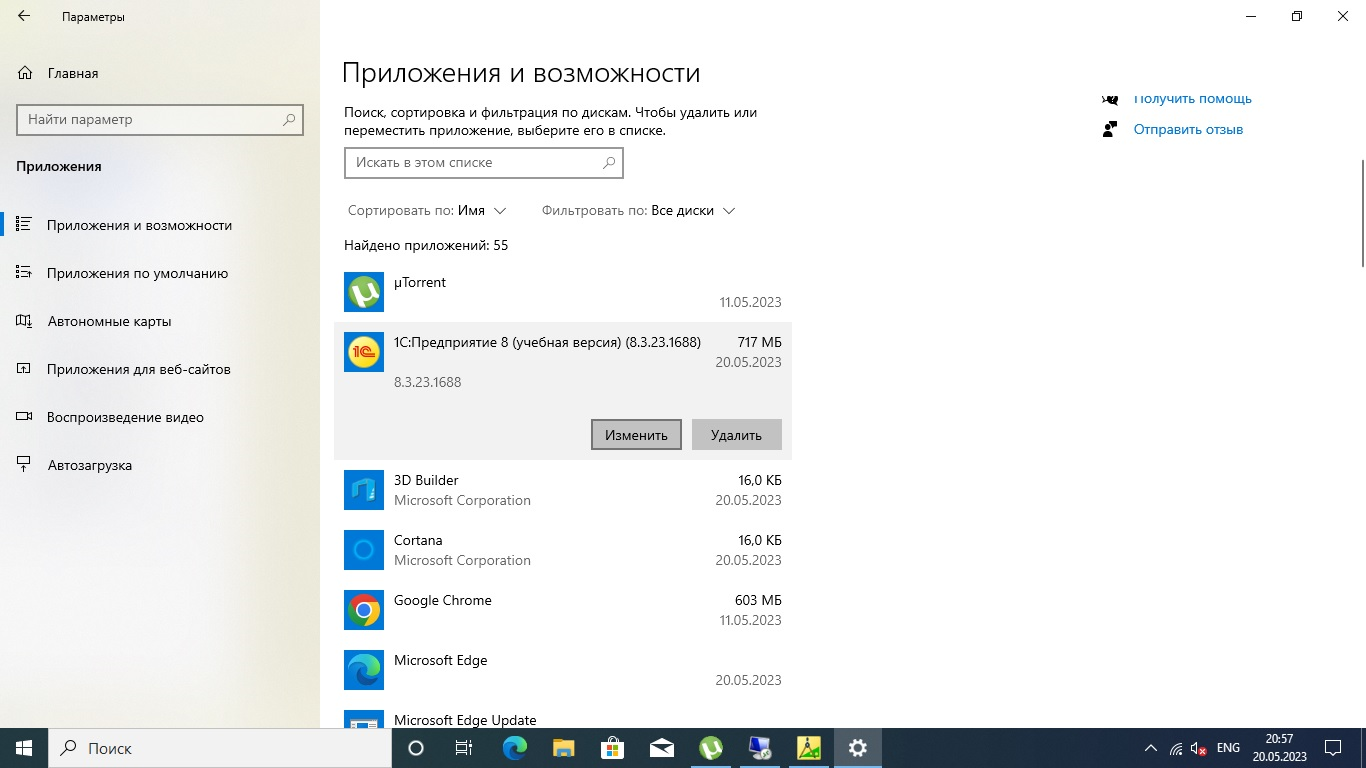 Параметры
Главная
Найти параметр
Приложения
Приложения и возможности
Приложения по умолчанию
Автономные карты
Приложения для веб-сайтов
Воспроизведение видео
Автозагрузка
Приложения и возможности
Поиск, сортировка и фильтрация по дискам. Чтобы удалить или
переместить приложение, выберите его в списке.
Искать в этом списке
Сортировать по: Имя Фильтровать по: Все диски
Найдено приложений: 55
µTorrent
11.05.2023
1С:Предприятие 8 (учебная версия) (8.3.23.1688) 717 МБ
20.05.2023
8.3.23.1688
Изменить Удалить
3D Builder 16,0 КБ
Microsoft Corporation 20.05.2023
Cortana 16,0 КБ
Microsoft Corporation 20.05.2023
Google Chrome 603 МБ
11.05.2023
Microsoft Edge
20.05.2023
Microsoft Edge Update
Получить помощь
Отправить отзыв
Поиск
ENG
20:57
20.05.2023